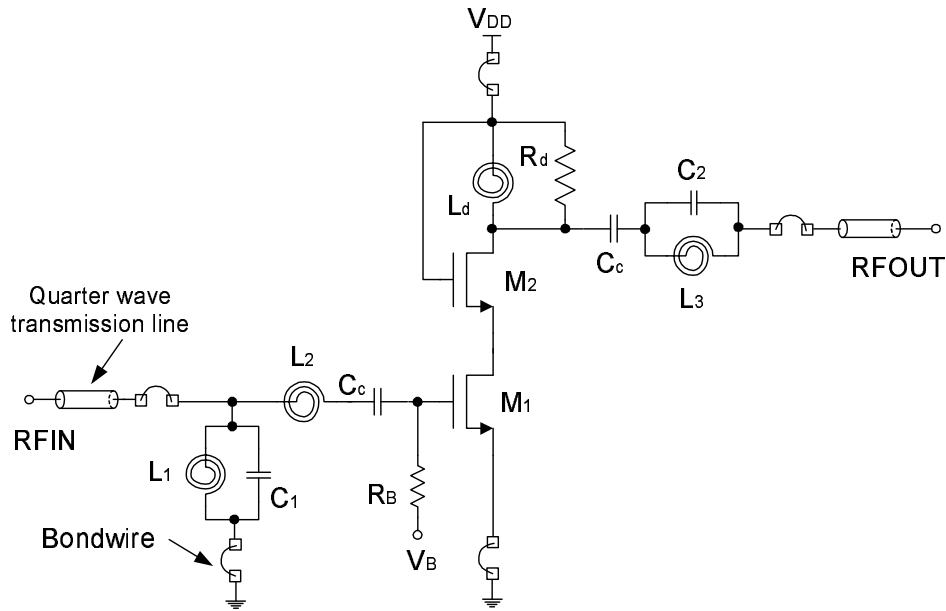 VDD
Rd
C2
Ld
Cc
L3
RFOUT
M2
Quarter wave
transmission line
L2
Cc
M1
RFIN
L1
C1
RB
Bondwire
VB